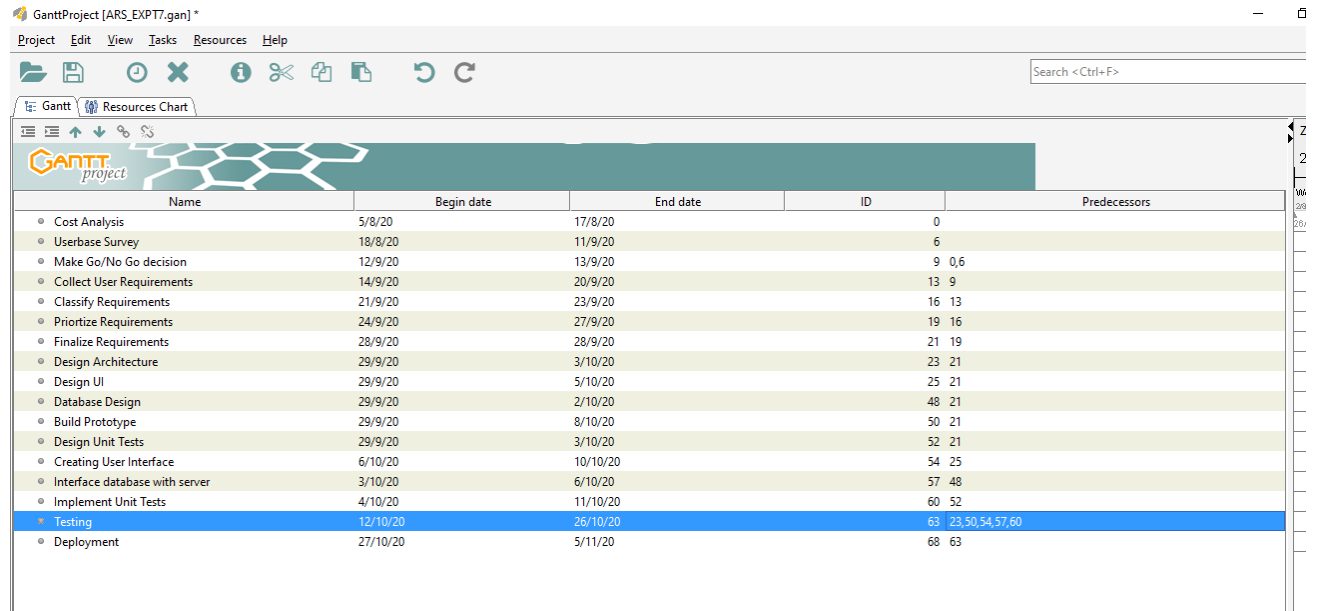 GanttProject [ARS_EXPT7.gan] *
Project Edit View Tasks Resources Help
Search <Ctrl+F>
Gantt Resources Chart
GANTT
project
Name Begin date End date ID Predecessors
Cost Analysis 5/8/20 17/8/20 0
Userbase Survey 18/8/20 11/9/20 6
Make Go/No Go decision 12/9/20 13/9/20 9 0,6
Collect User Requirements 14/9/20 20/9/20 13 9
Classify Requirements 21/9/20 23/9/20 16 13
Priortize Requirements 24/9/20 27/9/20 19 16
Finalize Requirements 28/9/20 28/9/20 21 19
Design Architecture 29/9/20 3/10/20 23 21
Design UI 29/9/20 5/10/20 25 21
Database Design 29/9/20 2/10/20 48 21
Build Prototype 29/9/20 8/10/20 50 21
Design Unit Tests 29/9/20 3/10/20 52 21
Creating User Interface 6/10/20 10/10/20 54 25
Interface database with server 3/10/20 6/10/20 57 48
Implement Unit Tests 4/10/20 11/10/20 60 52
Testing 12/10/20 26/10/20 63 23,50,54,57,60
Deployment 27/10/20 5/11/20 68 63